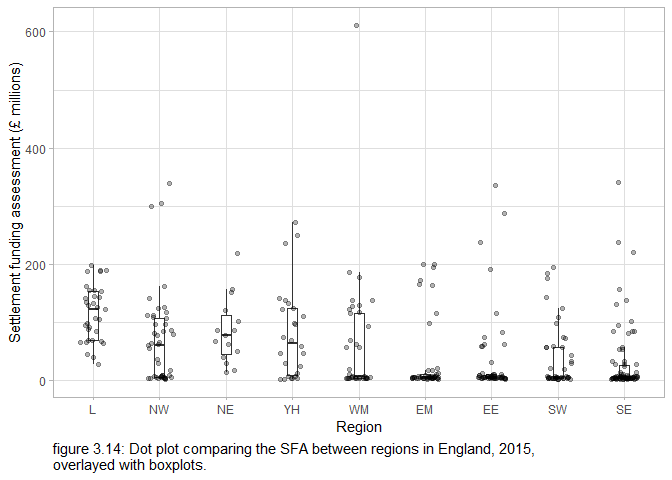 Settlement funding assessment (£ millions)
600
400
200
0
L NW NE YH WM EM EE SW SE
Region
figure 3.14: Dot plot comparing the SFA between regions in England, 2015,
overlayed with boxplots.